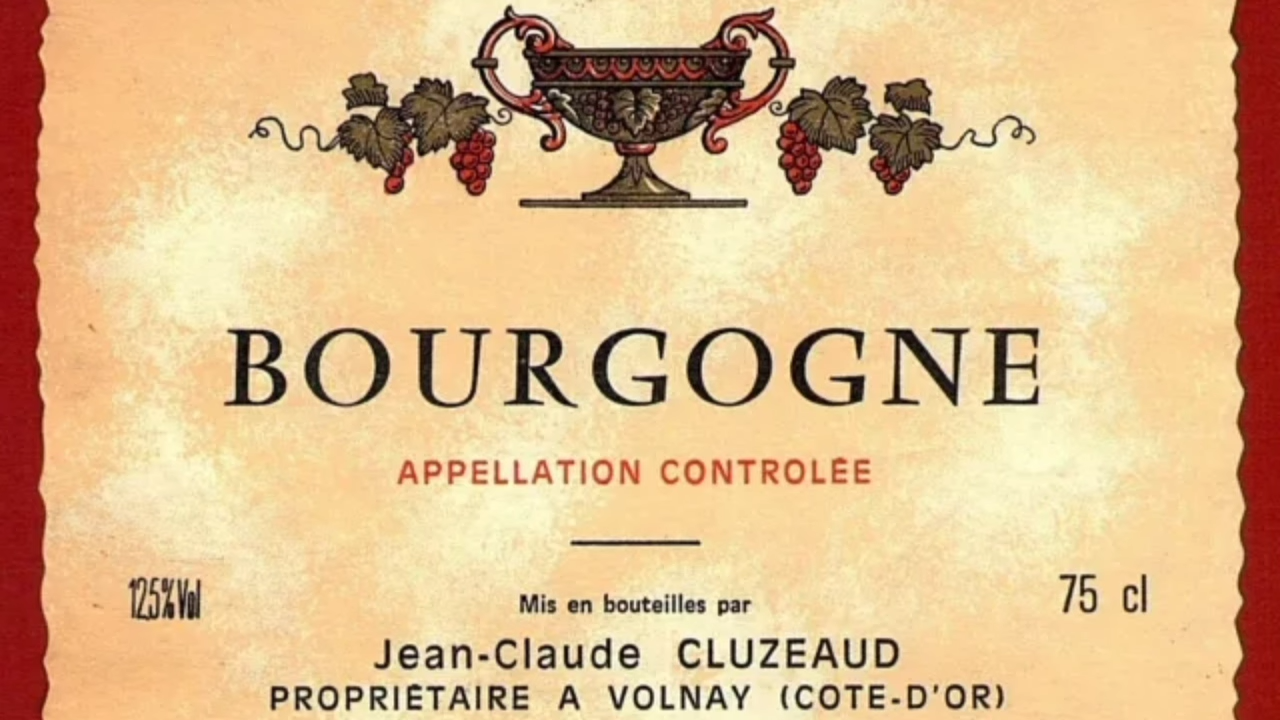 BOURGOGNE
APPELLATION CONTROLÉE
12,5% Vol
Mis en bouteilles par
75 cl
Jean-Claude CLUZEAUD
PROPRIÉTAIRE A VOLNAY (COTE-D'OR)